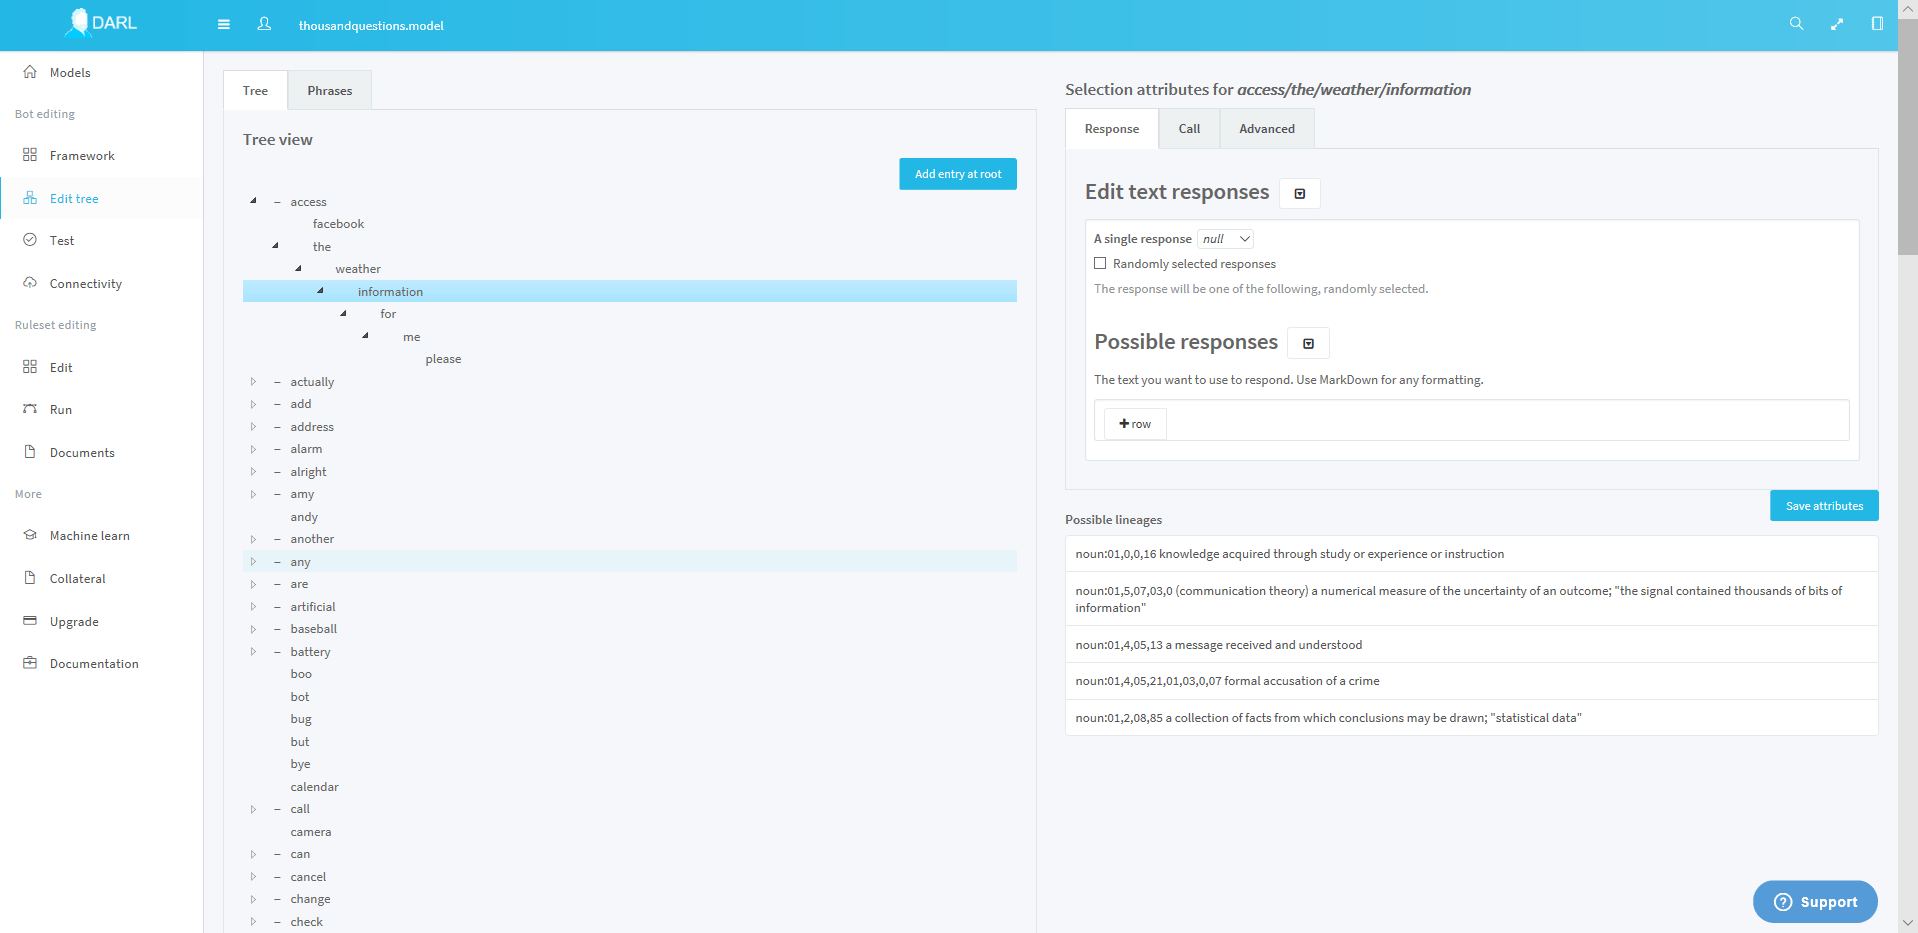 DARL
thousandquestions.model
Models
Bot editing
Framework
Edit tree
Test
Connectivity
Ruleset editing
Edit
Run
Documents
More
Machine learn
Collateral
Upgrade
Documentation
Tree Phrases
Tree view
Add entry at root
– access
facebook
the
weather
information
for
me
please
– actually
– add
– address
– alarm
– alright
– amy
andy
– another
– any
– are
– artificial
– baseball
– battery
boo
bot
bug
but
bye
calendar
– call
camera
– can
– cancel
– change
– check
Selection attributes for access/the/weather/information
Response Call Advanced
Edit text responses
A single response null
Randomly selected responses
The response will be one of the following, randomly selected.
Possible responses
The text you want to use to respond. Use MarkDown for any formatting.
+ row
Save attributes
Possible lineages
noun:01,0,0,16 knowledge acquired through study or experience or instruction
noun:01,5,07,03,0 (communication theory) a numerical measure of the uncertainty of an outcome; "the signal contained thousands of bits of
information"
noun:01,4,05,13 a message received and understood
noun:01,4,05,21,01,03,0,07 formal accusation of a crime
noun:01,2,08,85 a collection of facts from which conclusions may be drawn; "statistical data"
? Support